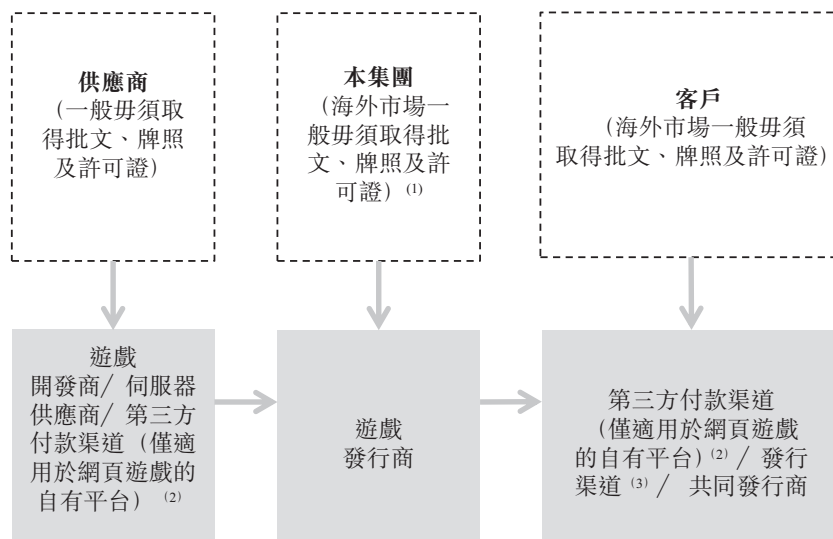 供應商
(一般毋須取
得批文、牌照
及許可證)
本集團
(海外市場一
般毋須取得批
文、牌照及許
可證) (1)
客戶
(海外市場一般毋須
取得批文、牌照及許可證)
遊戲
開發商/ 伺服器
供應商/ 第三方
付款渠道 (僅適
用於網頁遊戲的
自有平台) (2)
遊戲
發行商
第三方付款渠道
(僅適用於網頁遊戲
的自有平台) (2) / 發行
渠道 (3) / 共同發行商